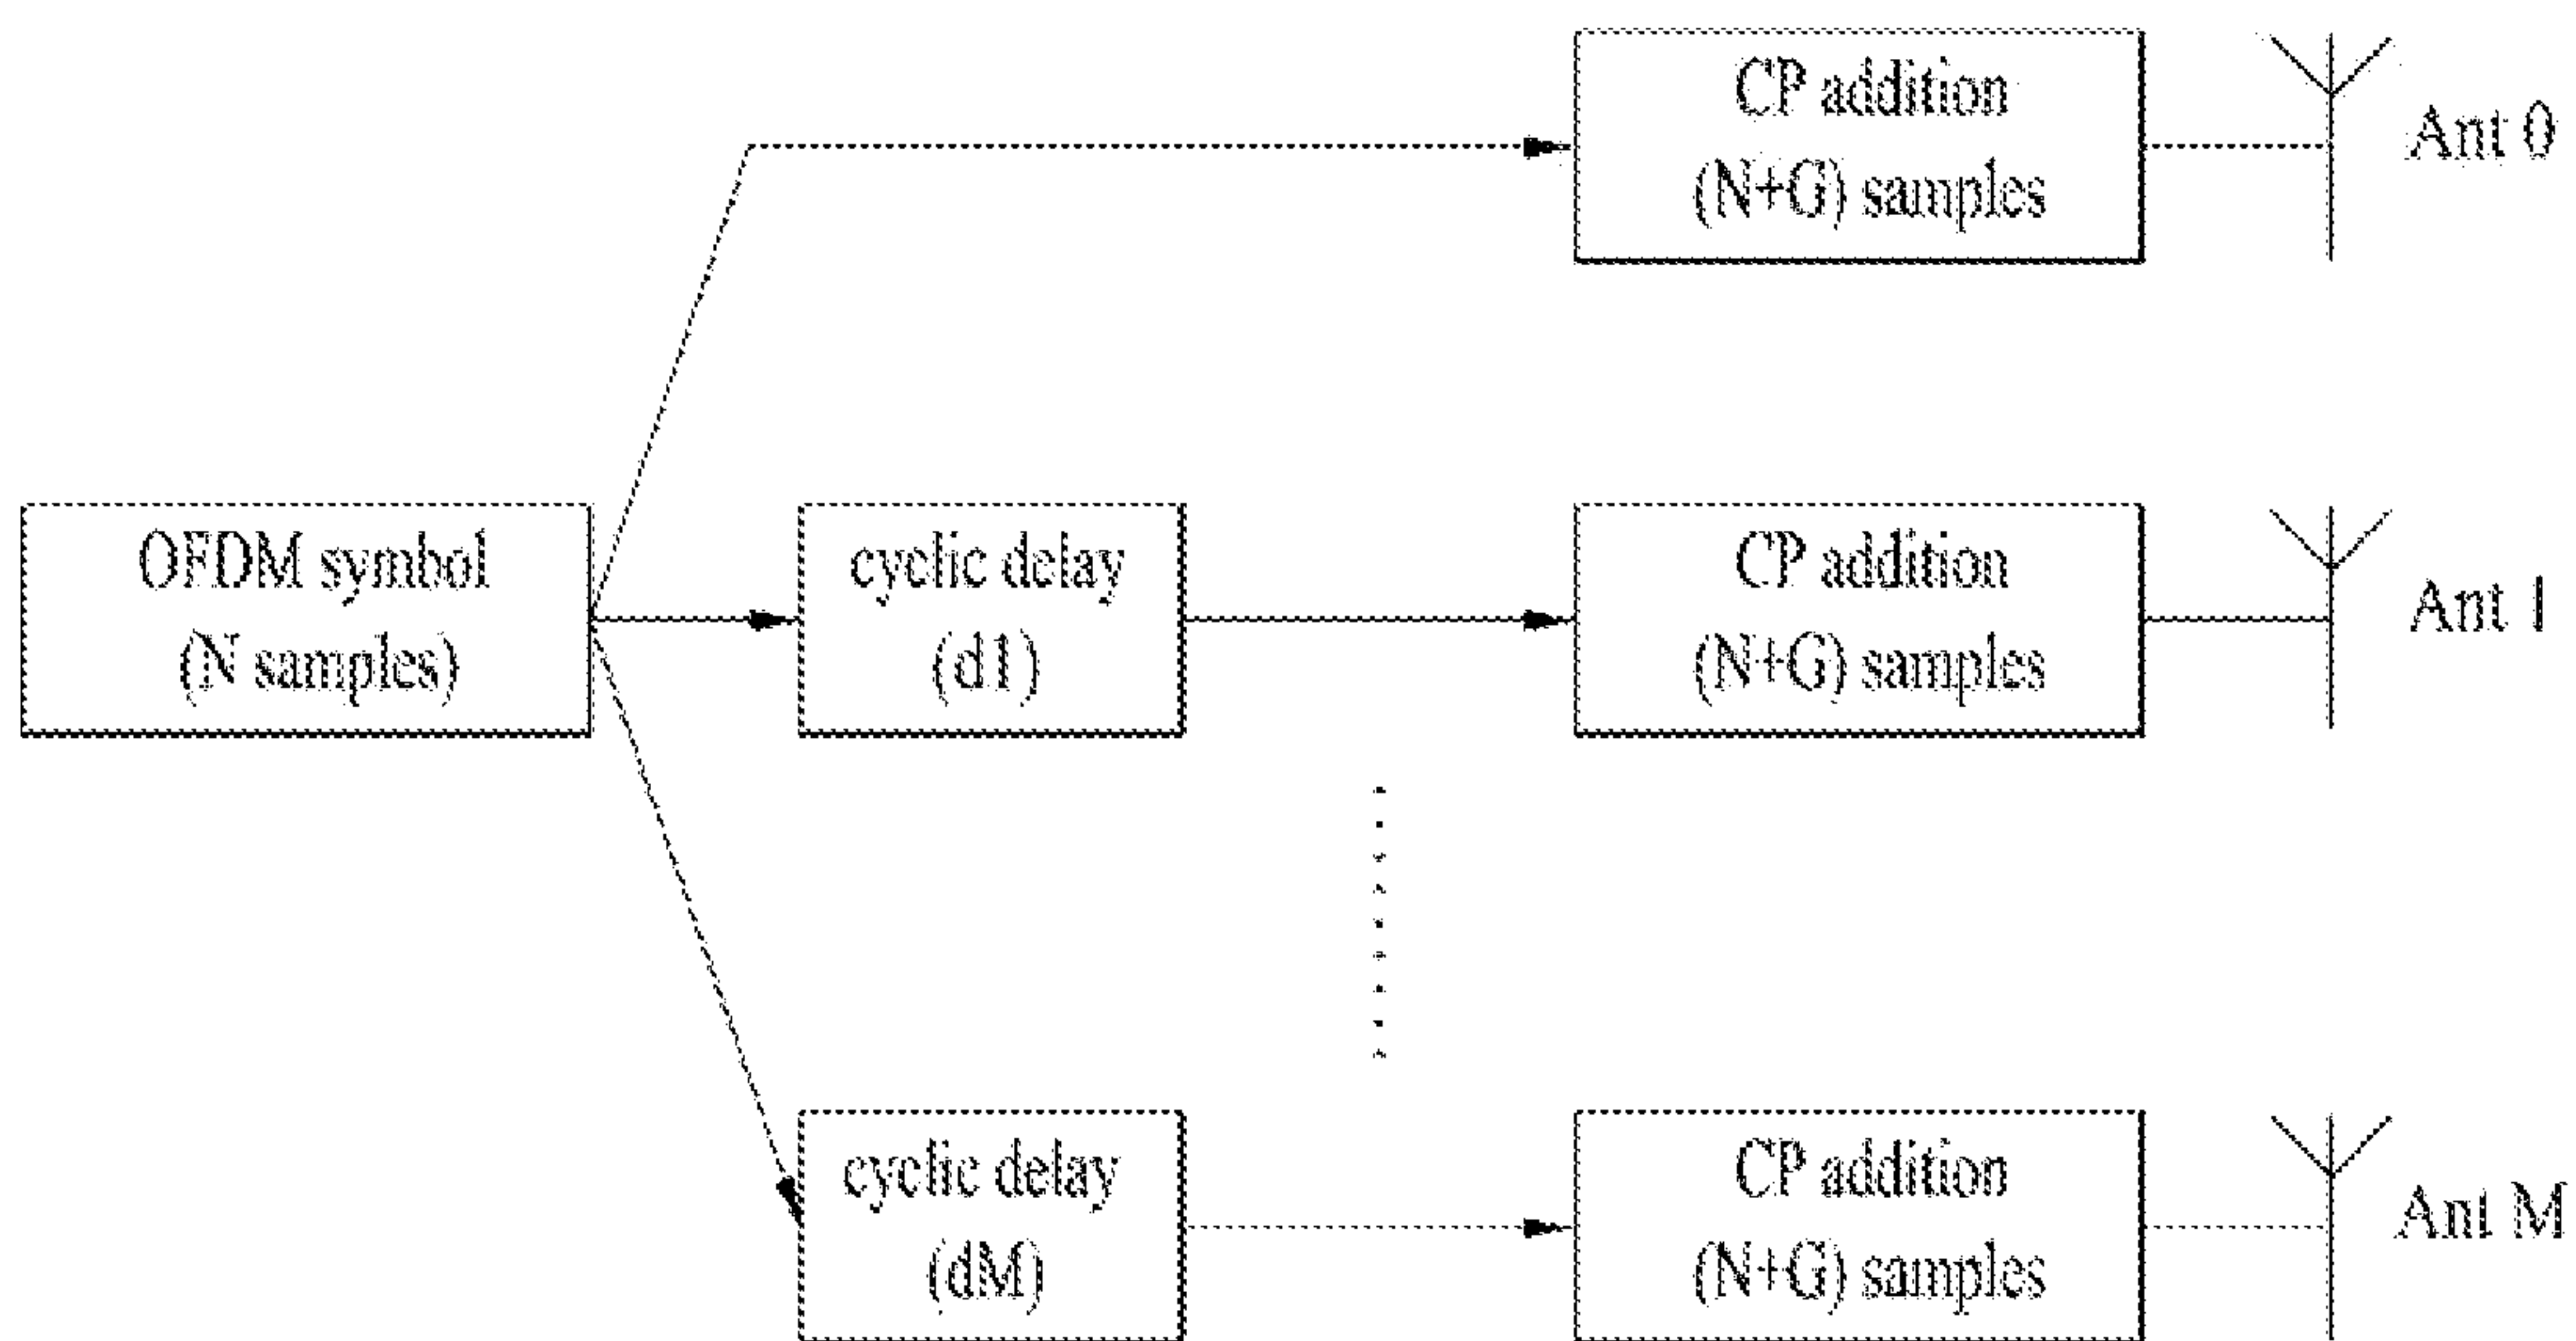 CP addition
(N+G) samples
Ant 0
OFDM symbol
(N samples)
cyclic delay
(d1)
CP addition
(N+G) samples
Ant 1
cyclic delay
(dM)
CP addition
(N+G) samples
Ant M